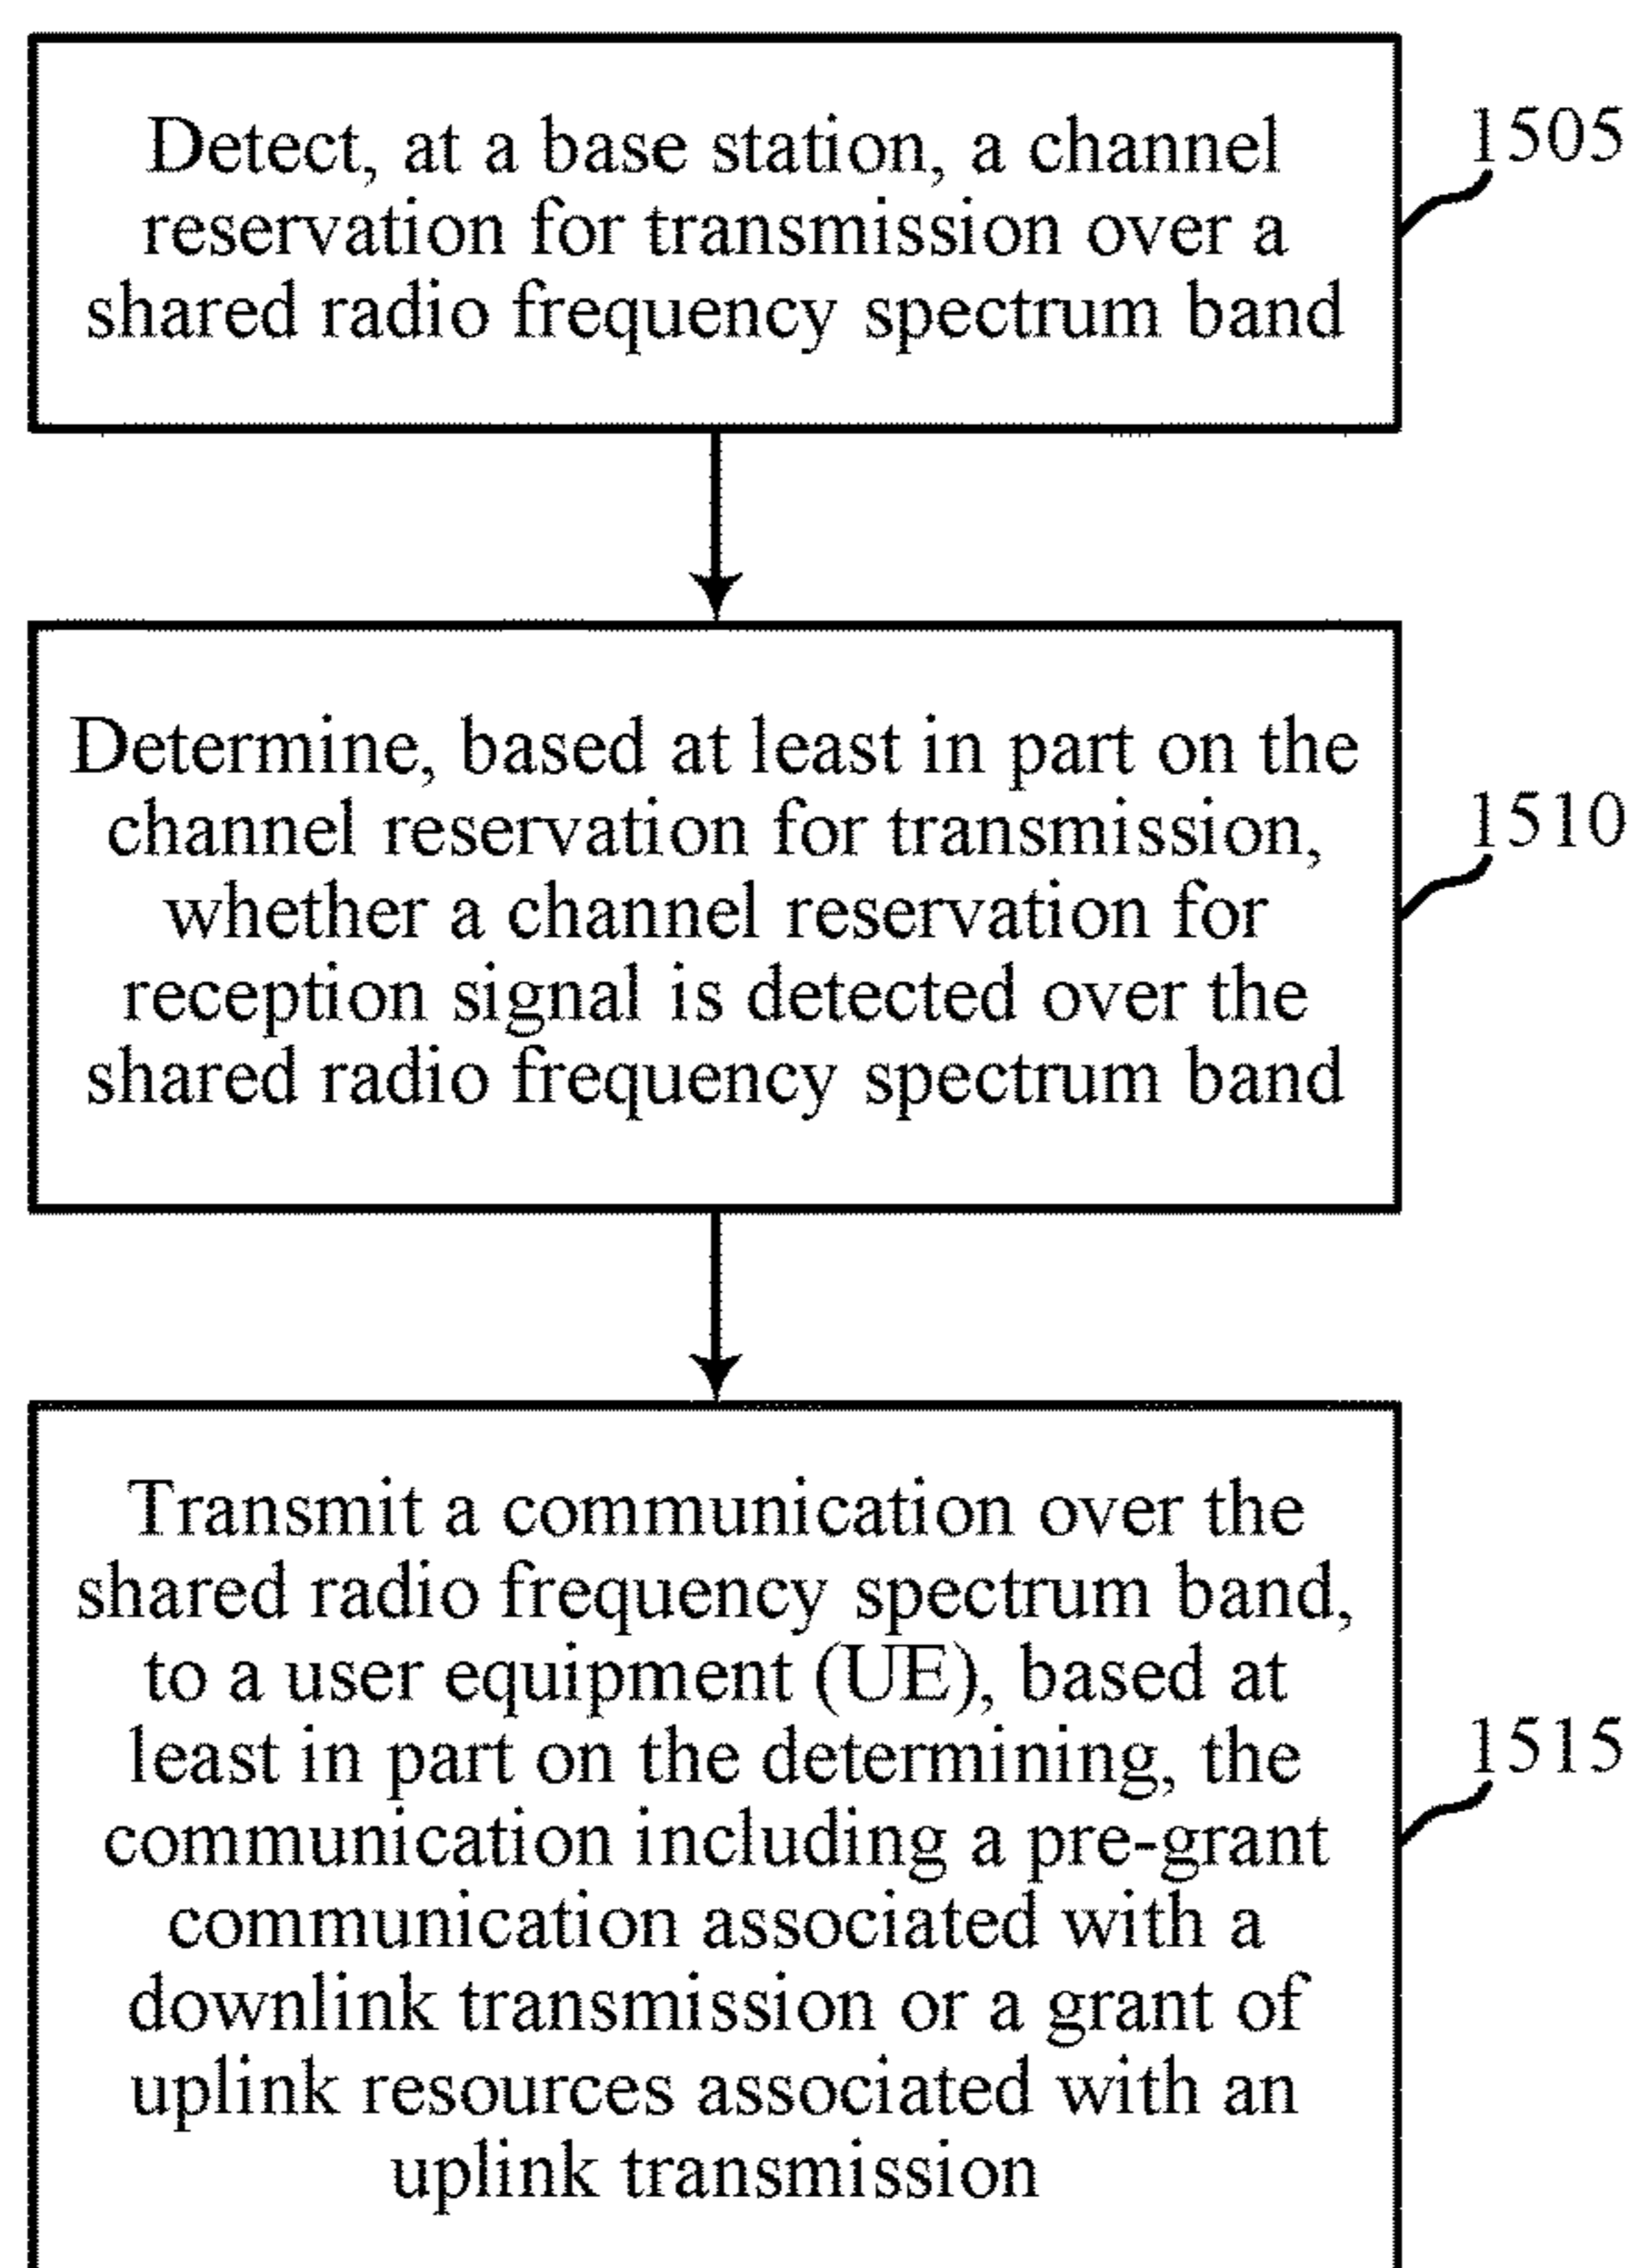 Detect, at a base station, a channel
reservation for transmission over a
shared radio frequency spectrum band
1505
Determine, based at least in part on the
channel reservation for transmission,
whether a channel reservation for
reception signal is detected over the
shared radio frequency spectrum band
1510
Transmit a communication over the
shared radio frequency spectrum band,
to a user equipment (UE), based at
least in part on the determining, the
communication including a pre-grant
communication associated with a
downlink transmission or a grant of
uplink resources associated with an
uplink transmission
1515